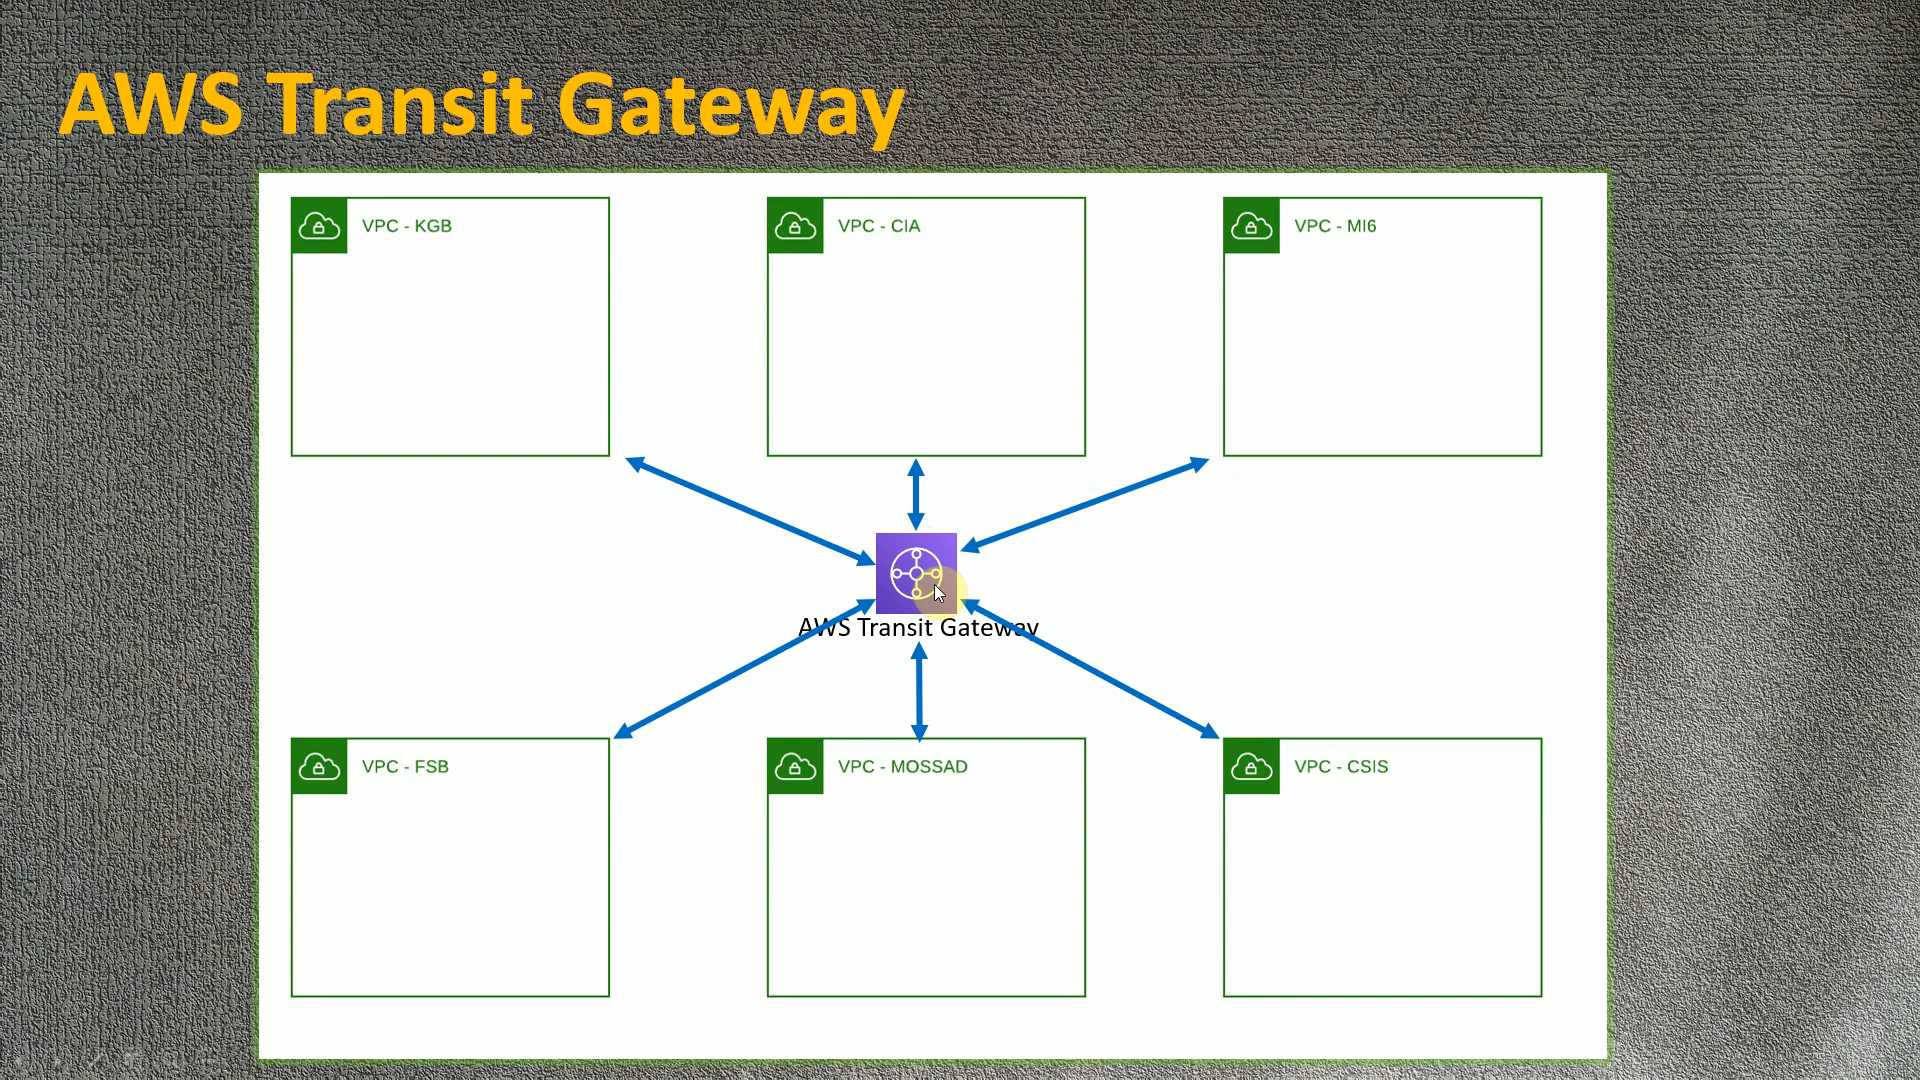 AWS Transit Gateway
VPC - KGB
VPC - CIA
VPC - MI6
AWS Transit Gateway
VPC - FSB
VPC - MOSSAD
VPC - CSIS